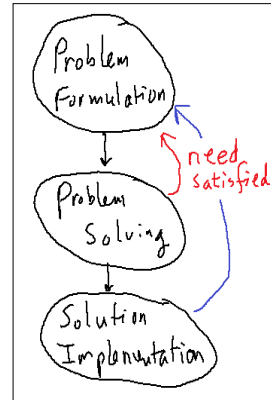 Problem
Formulation
need
satisfied
Problem
Solving
Solution
Implementation